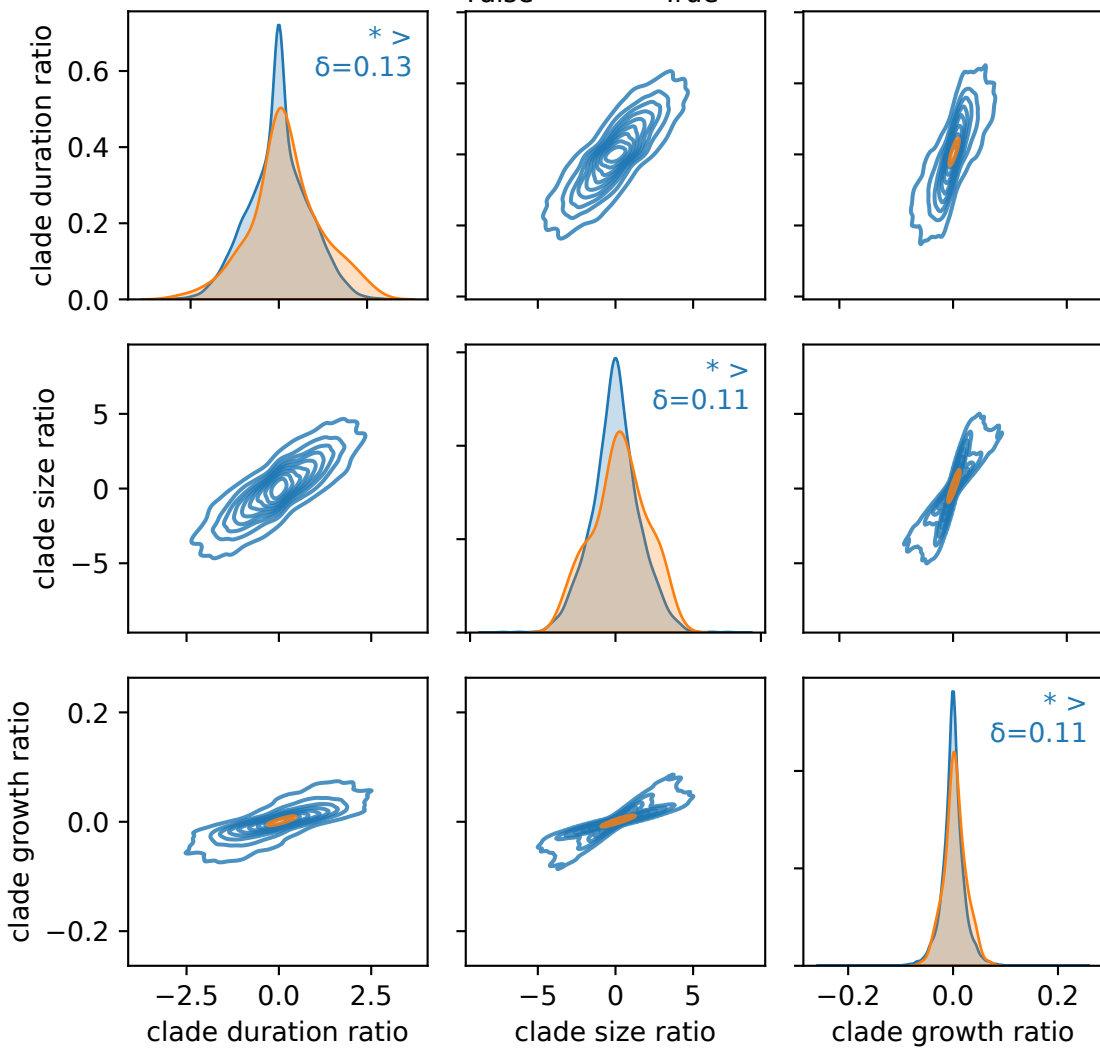 clade duration ratio
0.6
0.4
0.2
0.0
* >
δ=0.13
clade size ratio
5
0
−5
* >
δ=0.11
clade growth ratio
0.2
0.0
−0.2
* >
δ=0.11
−2.5 0.0 2.5
−5 0 5
−0.2 0.0 0.2
clade duration ratio
clade size ratio
clade growth ratio